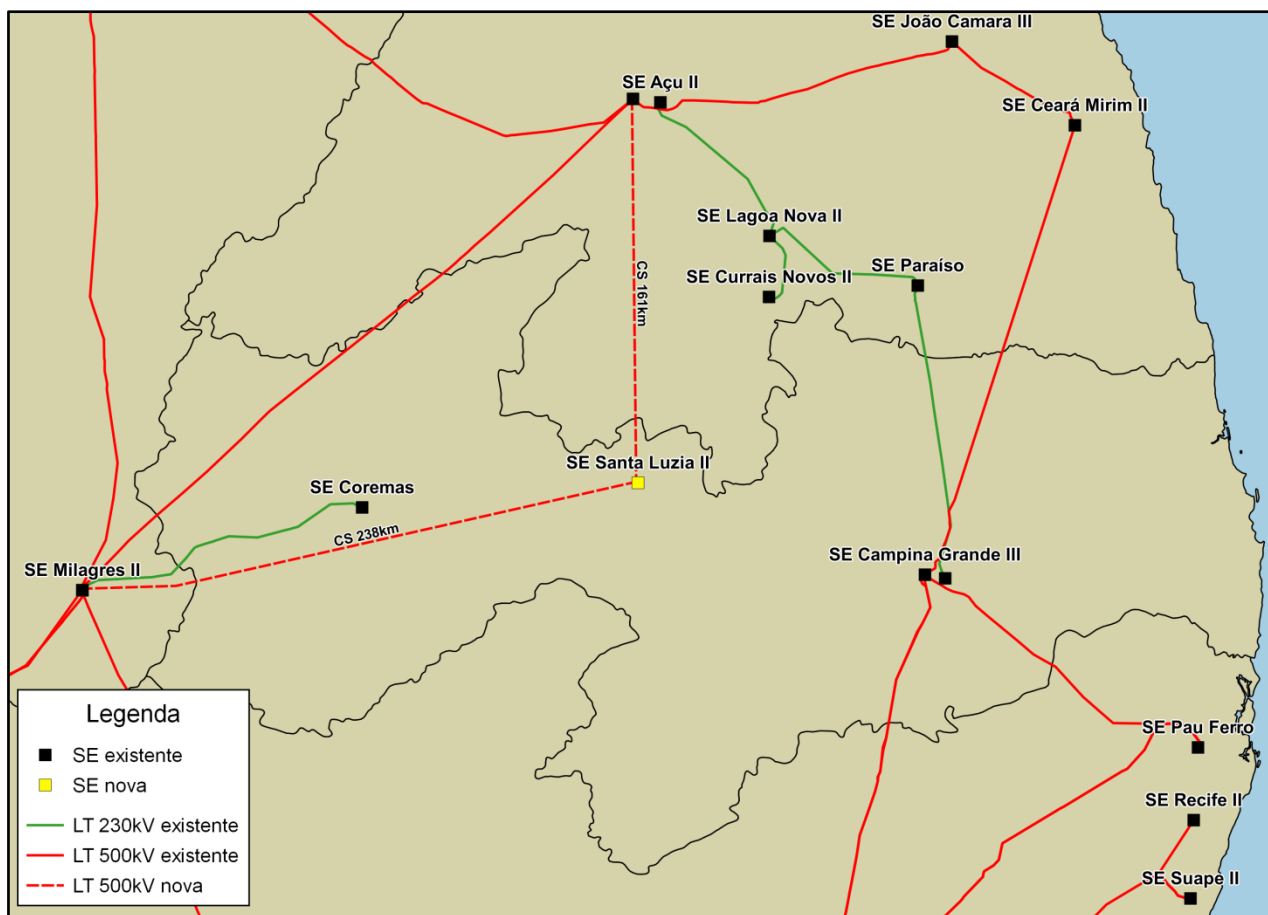 SE João Camara III
SE Açu II
SE Ceará Mirim II
SE Lagoa Nova II
SE Paraíso
SE Currais Novos II
CS 161km
SE Santa Luzia II
SE Coremas
CS 238km
SE Campina Grande III
SE Milagres II
SE Pau Ferro
SE Recife II
SE Suape II
Legenda
SE existente
SE nova
LT 230kV existente
LT 500kV existente
LT 500kV nova